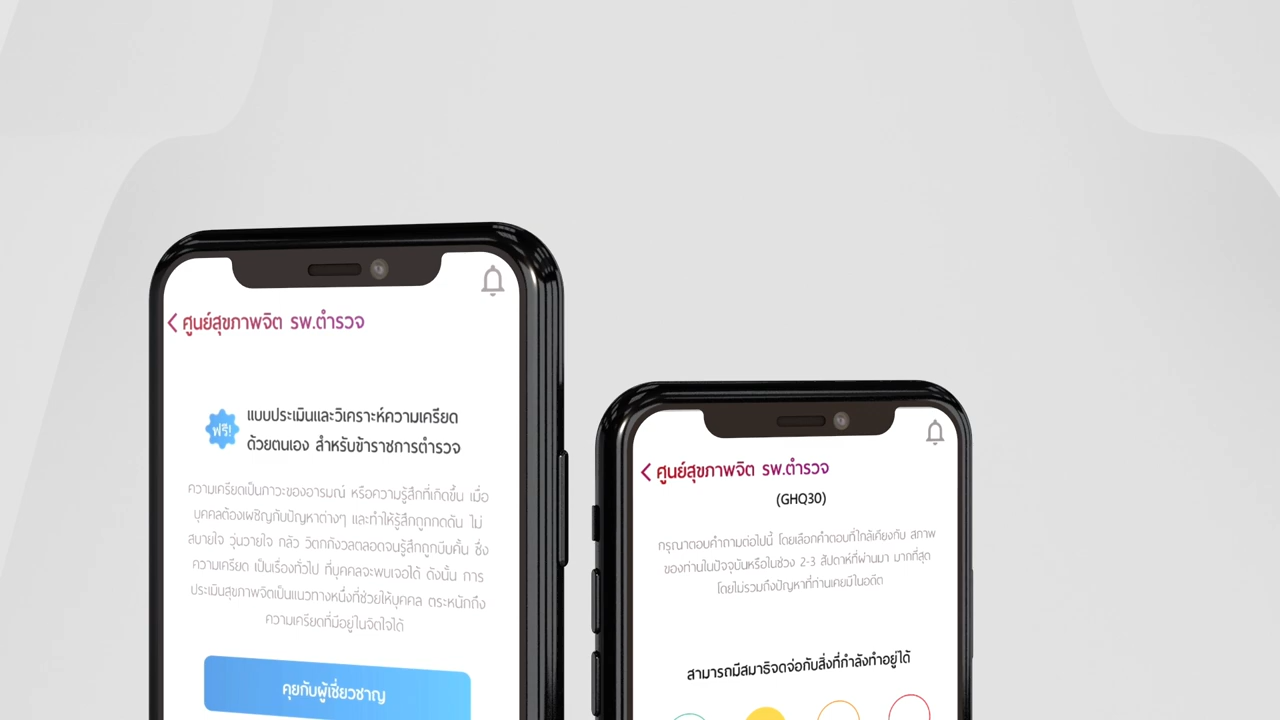 ศูนย์สุขภาพจิต รพ.ตำรวจ
ฟรี!
แบบประเมินและวิเคราะห์ความเครียด
ด้วยตนเอง สำหรับข้าราชการตำรวจ
ความเครียดเป็นภาวะของอารมณ์ หรือความรู้สึกที่เกิดขึ้น เมื่อ
บุคคลต้องเผชิญกับปัญหาต่างๆ และทำให้รู้สึกถูกกดดัน ไม่
สบายใจ วุ่นวายใจ กลัว วิตกกังวลตลอดจนรู้สึกถูกบีบคั้น ซึ่ง
ความเครียด เป็นเรื่องทั่วไป ที่บุคคลจะพบเจอได้ ดังนั้น การ
ประเมินสุขภาพจิตเป็นแนวทางหนึ่งที่ช่วยให้บุคคล ตระหนักถึง
ความเครียดที่มีอยู่ในจิตใจได้
คุยกับผู้เชี่ยวชาญ
ศูนย์สุขภาพจิต รพ.ตำรวจ
(GHQ30)
กรุณาตอบคำถามต่อไปนี้ โดยเลือกคำตอบที่ใกล้เคียงกับ สภาพ
ของท่านในปัจจุบันหรือในช่วง 2-3 สัปดาห์ที่ผ่านมา มากที่สุด
โดยไม่รวมถึงปัญหาที่ท่านเคยมีในอดีต
สามารถมีสมาธิจดจ่อกับสิ่งที่กำลังทำอยู่ได้